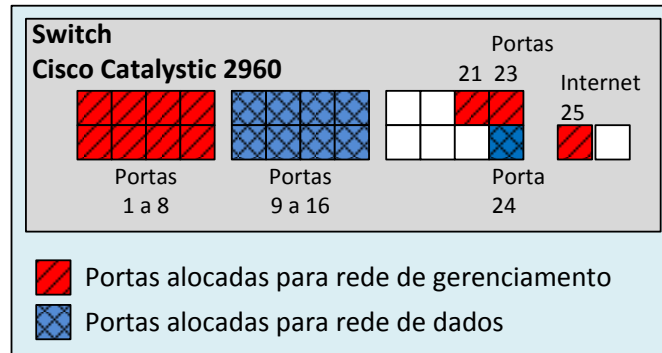 Switch
Cisco Catalystic 2960
Portas
21 23
Internet
25
Portas
1 a 8
Portas
9 a 16
Porta
24
Portas alocadas para rede de gerenciamento
Portas alocadas para rede de dados